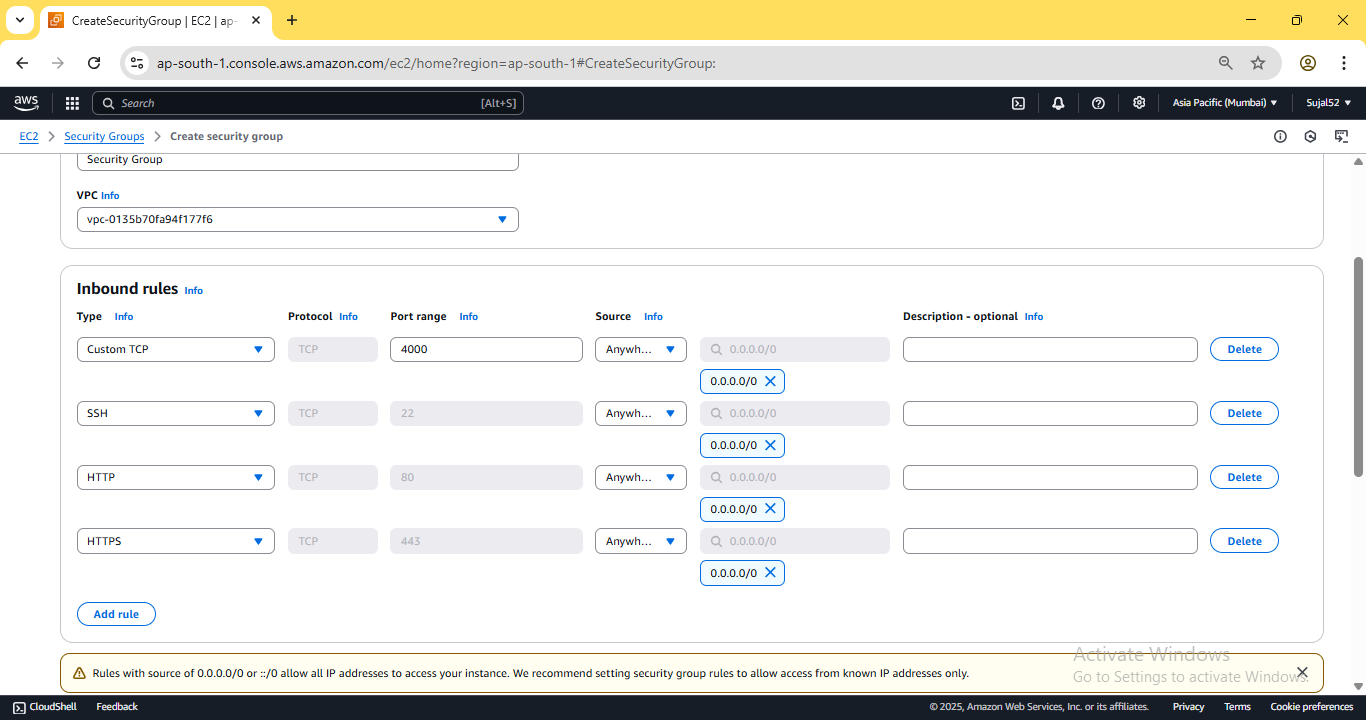 CreateSecurityGroup | EC2 | ap-
ap-south-1.console.aws.amazon.com/ec2/home?region=ap-south-1#CreateSecurityGroup:
aws Search [Alt+S] Asia Pacific (Mumbai) Sujal52
EC2 Security Groups Create security group
Security Group
VPC Info
vpc-0135b70fa94f177f6
Inbound rules Info
Type Info Protocol Info Port range Info Source Info Description - optional Info
Custom TCP TCP 4000 Anywh... 0.0.0.0/0 Delete
0.0.0.0/0
SSH TCP 22 Anywh... 0.0.0.0/0 Delete
0.0.0.0/0
HTTP TCP 80 Anywh... 0.0.0.0/0 Delete
0.0.0.0/0
HTTPS TCP 443 Anywh... 0.0.0.0/0 Delete
0.0.0.0/0
Add rule
Activate Windows
Rules with source of 0.0.0.0/0 or ::/0 allow all IP addresses to access your instance. We recommend setting security group rules to allow access from known IP addresses only.
Go to Settings to activate Windows.
CloudShell Feedback © 2025, Amazon Web Services, Inc. or its affiliates. Privacy Terms Cookie preferences